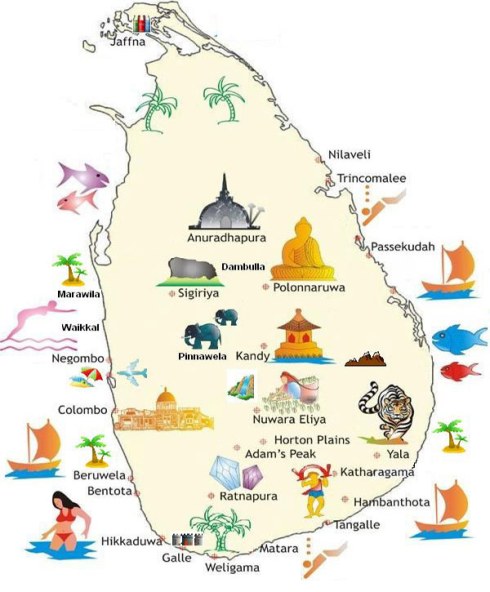 Jaffna
Nilaveli
Trincomalee
Anuradhapura
Passekudah
Dambulla
Marawila
Sigiriya
Polonnaruwa
Waikkal
Negombo
Pinnawela
Kandy
Colombo
Nuwara Eliya
Horton Plains
Adam's Peak
Yala
Beruwela
Katharagama
Bentota
Ratnapura
Hambanthota
Tangalle
Hikkaduwa
Matara
Galle
Weligama